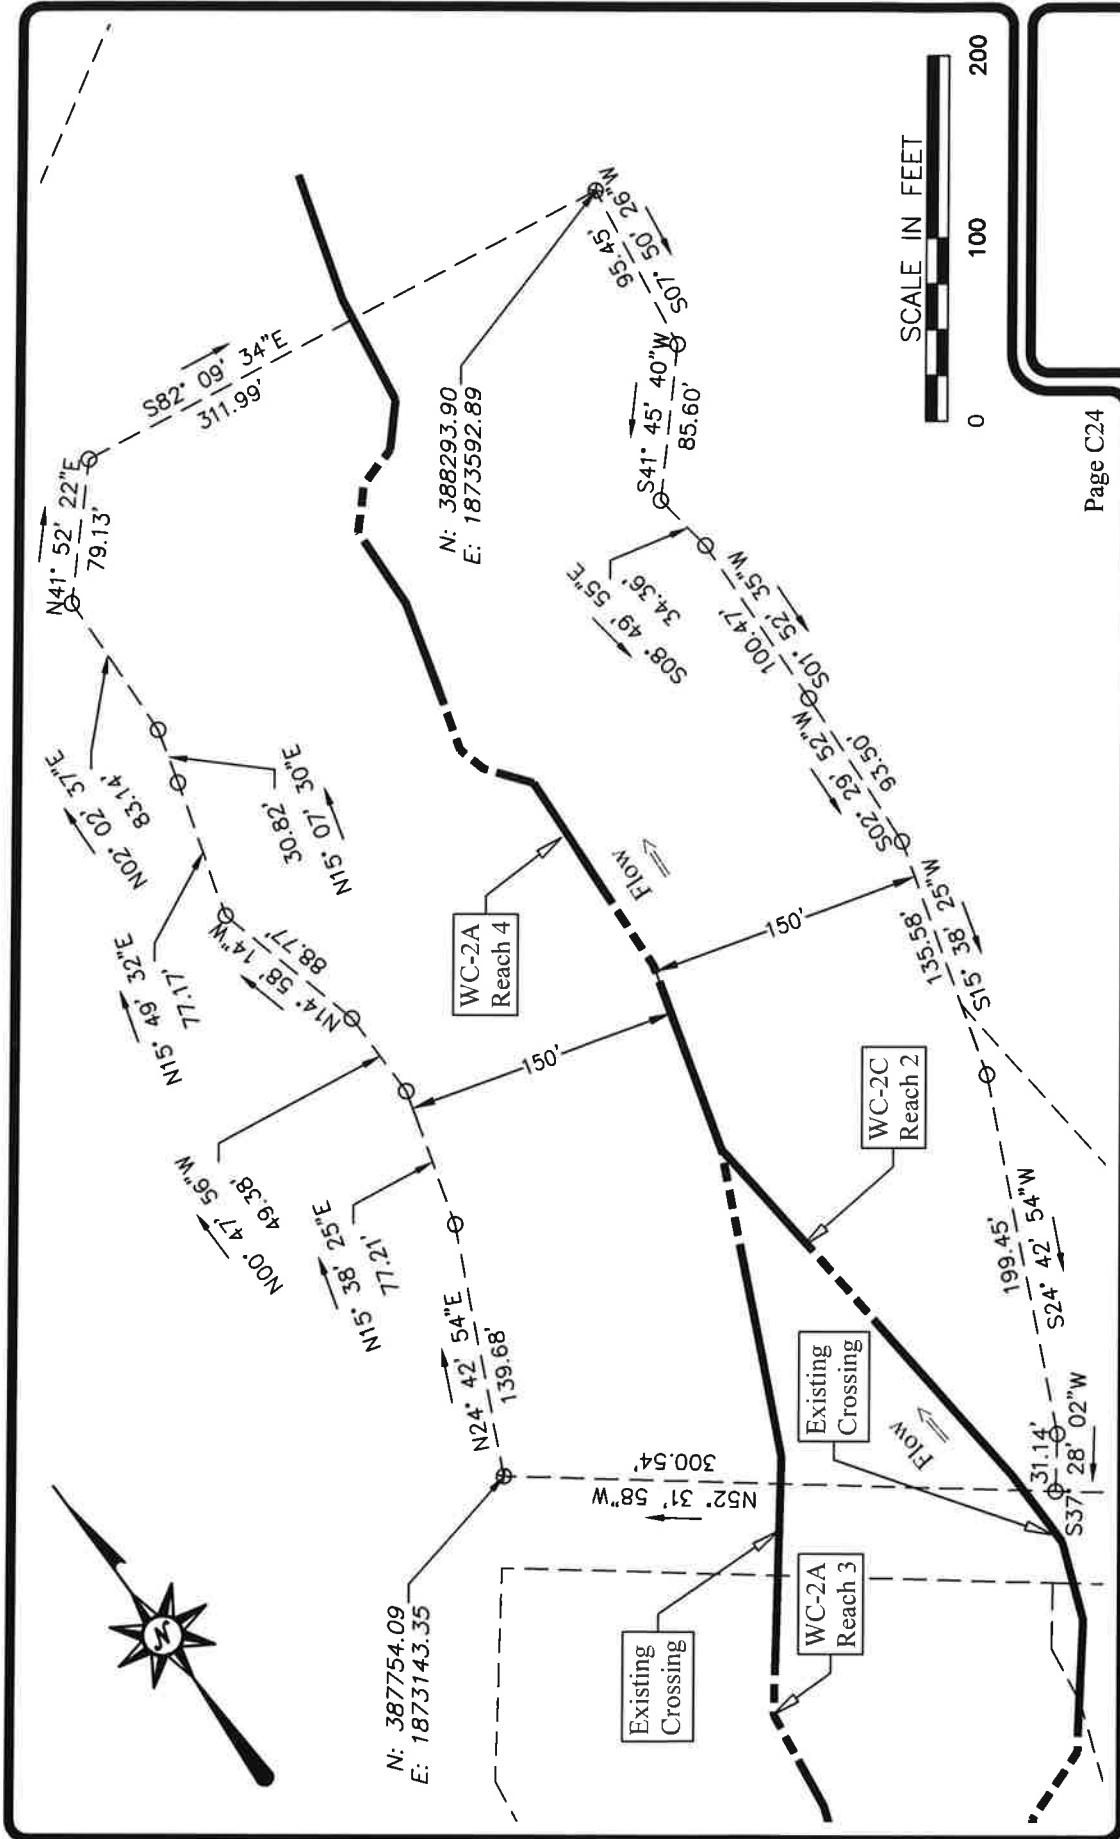 N
N: 387754.09
E: 1873143.35
N24° 42' 54"E
139.68'
N15° 38' 25"E
77.21'
N00° 47' 56"W
49.38'
N14° 58' 14"W
88.77'
N15° 49' 32"E
77.17'
30.82'
N15° 07' 30"E
N02° 02' 37"E
83.14'
N41° 52' 22"E
79.13'
S82° 09' 34"E
311.99'
N: 388293.90
E: 1873592.89
95.45'
S07° 50' 26"W
S41° 45' 40"W
85.60'
S08° 49' 55"E
34.36'
100.47'
S01° 52' 35"W
S02° 29' 52"W
93.50'
135.58'
S15° 38' 25"W
199.45'
S24° 42' 54"W
31.14'
S37° 28' 02"W
300.54'
N52° 31' 58"W
150'
150'
WC-2A
Reach 4
Flow
WC-2C
Reach 2
Existing
Crossing
Flow
Existing
Crossing
WC-2A
Reach 3
SCALE IN FEET
0 100 200
Page C24